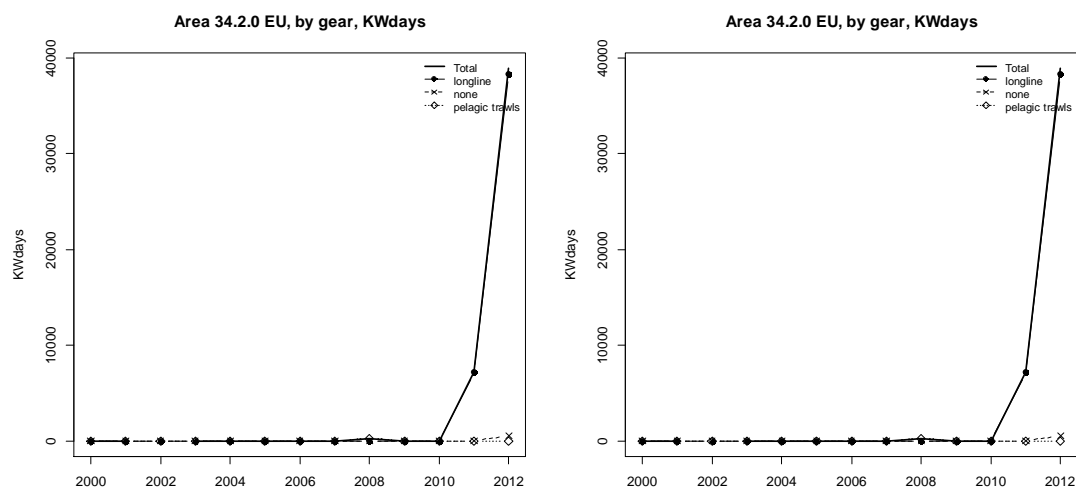 Area 34.2.0 EU, by gear, KWdays
KWdays
40000
30000
20000
10000
0
Total
longline
none
pelagic trawls
2000 2002 2004 2006 2008 2010 2012
Area 34.2.0 EU, by gear, KWdays
KWdays
40000
30000
20000
10000
0
Total
longline
none
pelagic trawls
2000 2002 2004 2006 2008 2010 2012